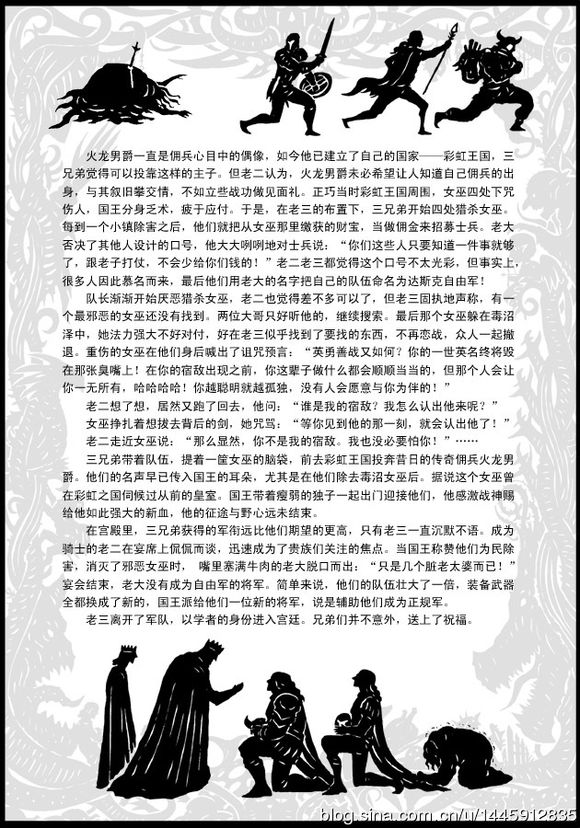 火龙男爵一直是佣兵心目中的偶像，如今他已建立了自己的国家——彩虹王国，三
兄弟觉得可以投靠这样的主子。但老二认为，火龙男爵未必希望让人知道自己佣兵的出
身，与其叙旧攀交情，不如立些战功做见面礼。正巧当时彩虹王国周围，女巫四处下咒
伤人，国王分身乏术，疲于应付。于是，在老三的布置下，三兄弟开始四处猎杀女巫。
每到一个小镇除害之后，他们就把从女巫那里缴获的财宝，当做佣金来招募士兵。老大
否决了其他人设计的口号，他大大咧咧地对士兵说：“你们这些人只要知道一件事就够
了，跟老子打仗，不会少给你们钱的！”老二老三都觉得这个口号不太光彩，但事实上，
很多人因此慕名而来，最后他们用老大的名字把自己的队伍命名为达斯克自由军！
队长渐渐开始厌恶猎杀女巫，老二也觉得差不多可以了，但老三固执地声称，有一
个最邪恶的女巫还没有找到。两位大哥只好听他的，继续搜索。最后那个女巫躲在毒沼
泽中，她法力强大不好对付，好在老三似乎找到了要找的东西，不再恋战，众人一起撤
退。重伤的女巫在他们身后喊出了诅咒预言：“英勇善战又如何？你的一世英名终将毁
在那张臭嘴上！在你的宿敌出现之前，你这辈子做什么都会顺顺当当的，但那个人会让
你一无所有，哈哈哈哈！你越聪明就越孤独，没有人会愿意与你为伴的！”
老二想了想，居然又跑了回去，他问：“谁是我的宿敌？我怎么认出他来呢？”
女巫挣扎着想拔去背后的剑，她咒骂：“等你见到他的那一刻，就会认出他了！”
老二走近女巫说：“那么显然，你不是我的宿敌。我也没必要怕你！”……
三兄弟带着队伍，提着一筐女巫的脑袋，前去彩虹王国投奔昔日的传奇佣兵火龙男
爵。他们的名声早已传入国王的耳朵，尤其是在他们除去毒沼女巫后。据说这个女巫曾
在彩虹之国伺候过从前的皇室。国王带着瘦弱的独子一起出门迎接他们，他感激战神赐
给他如此强大的新血，他的征途与野心远未结束。
在宫殿里，三兄弟获得的军衔远比他们期望的更高，只有老三一直沉默不语。成为
骑士的老二在宴席上侃侃而谈，迅速成为了贵族们关注的焦点。当国王称赞他们为民除
害，消灭了邪恶女巫时， 嘴里塞满牛肉的老大脱口而出：“只是几个脏老太婆而已！”
宴会结束，老大没有成为自由军的将军。简单来说，他们的队伍壮大了一倍，装备武器
全都换成了新的，国王派给他们一位新的将军，说是辅助他们成为正规军。
老三离开了军队，以学者的身份进入宫廷。兄弟们并不意外，送上了祝福。
blog.sina.com.cn/u/1445912835